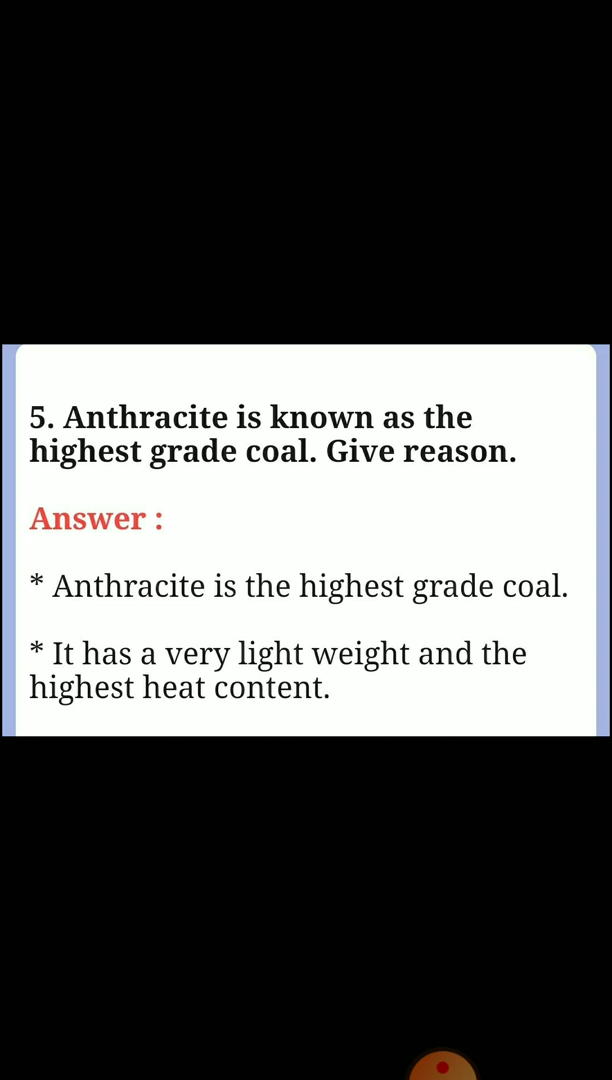 5. Anthracite is known as the
highest grade coal. Give reason.
Answer :
* Anthracite is the highest grade coal.
* It has a very light weight and the
highest heat content.